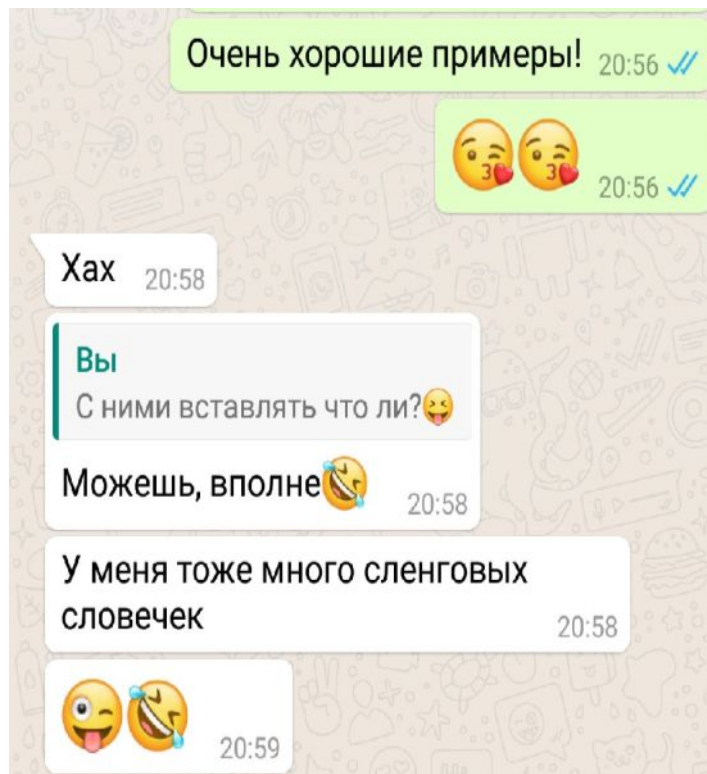 Очень хорошие примеры! 20:56
😘😘 20:56
Хах 20:58
Вы
С ними вставлять что ли?😝
Можешь, вполне🤣 20:58
У меня тоже много сленговых
словечек 20:58
😜🤣 20:59